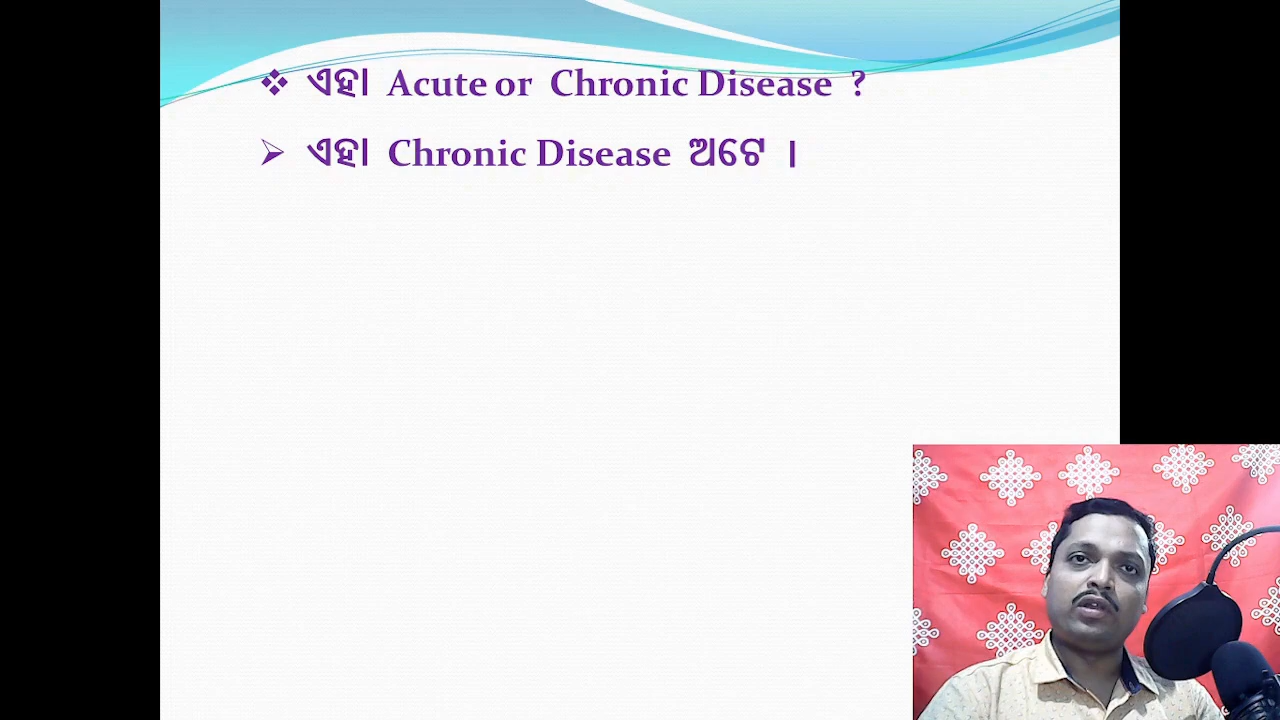 ❖ ଏହା Acute or Chronic Disease ?
➢ ଏହା Chronic Disease ଅଟେ ।